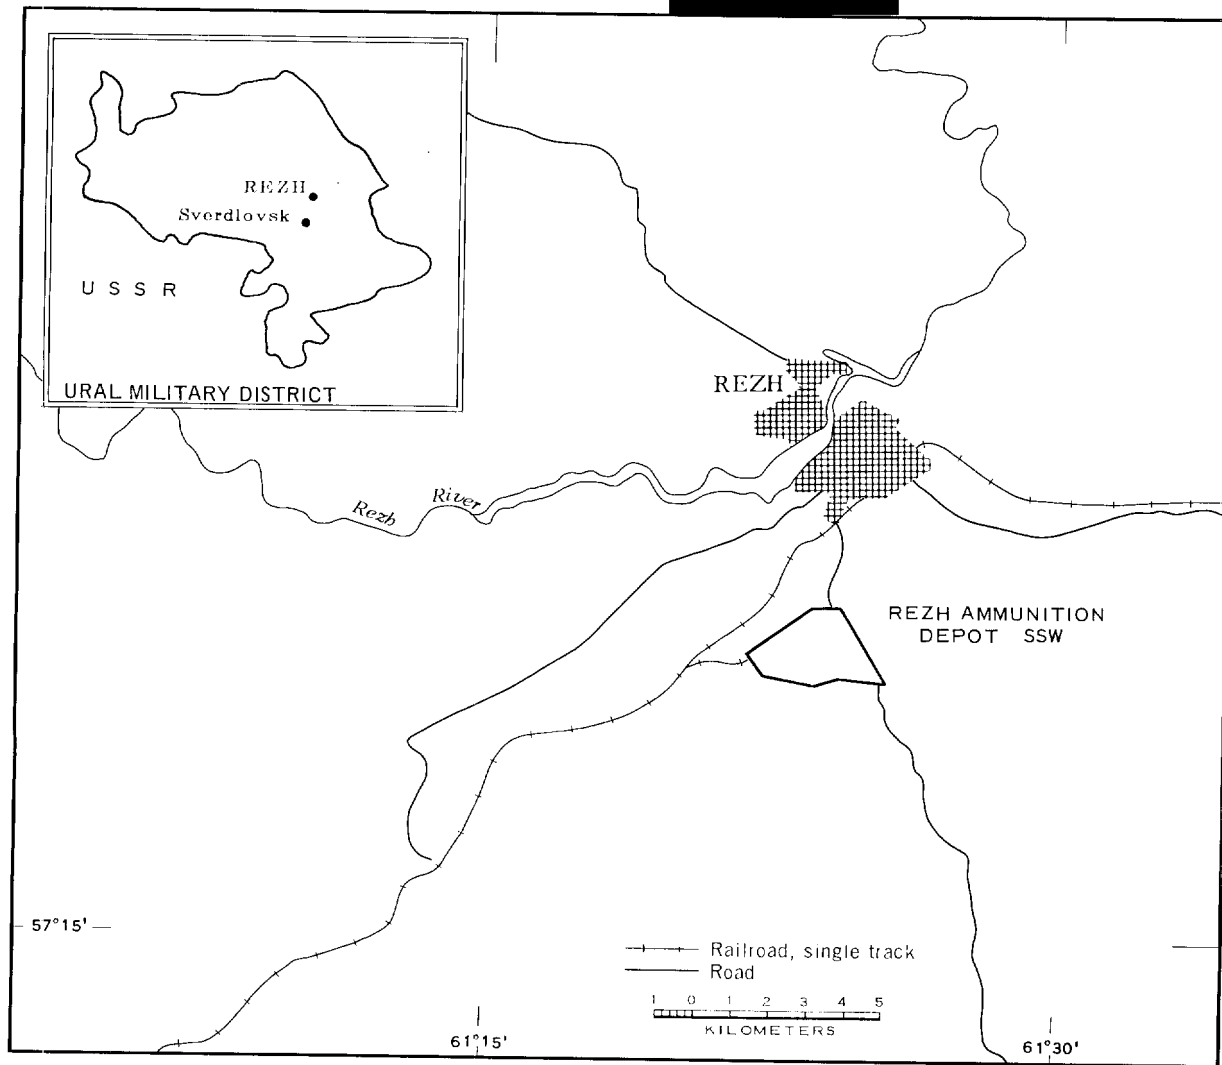 REZH
Sverdlovsk
USSR
URAL MILITARY DISTRICT
REZH
Rezh River
REZH AMMUNITION
DEPOT SSW
57°15'
Railroad, single track
Road
1 0 1 2 3 4 5
KILOMETERS
61°15'
61°30'